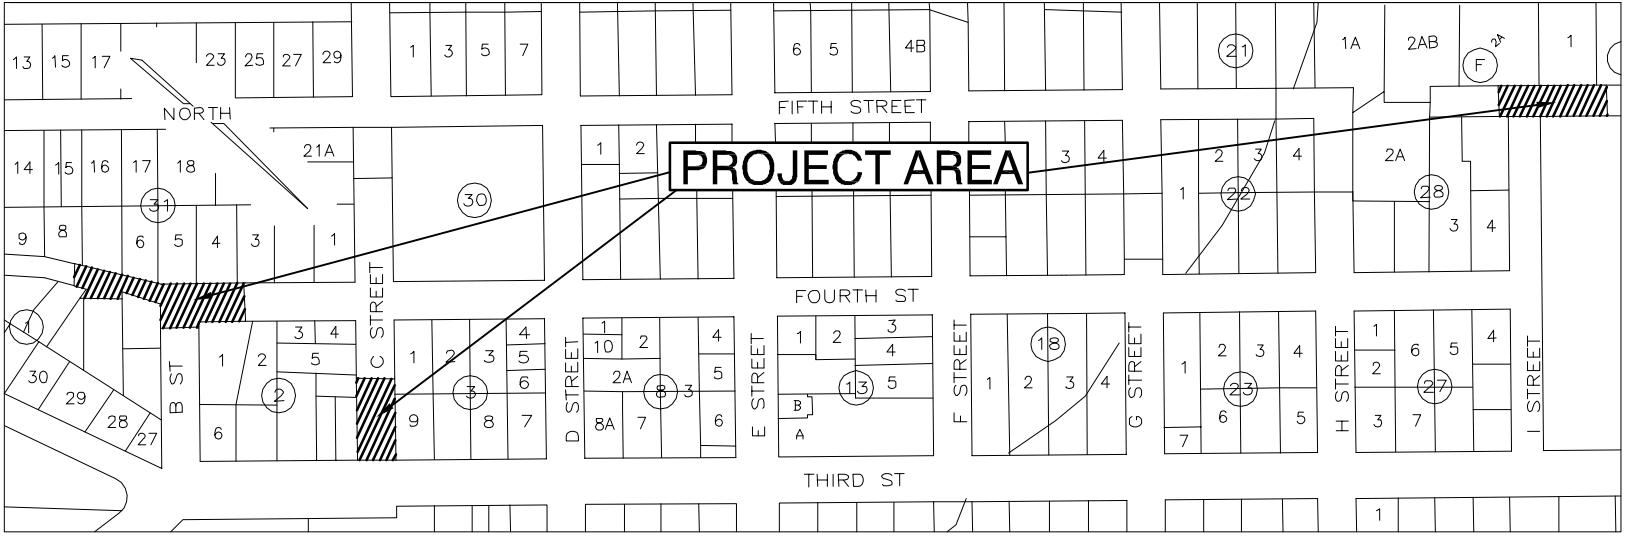 13 15 17 23 25 27 29 1 3 5 7 6 5 4B 21 1A 2AB F 2A 1
NORTH
FIFTH STREET
14 15 16 17 18 21A 1 2 3 4 2 3 4 2A
PROJECT AREA
31 30 1 22 28
9 8 6 5 4 3 1 3 4
FOURTH ST
1 3 4 4 1 2 4 1 2 3 18 1 4
B ST
C STREET
D STREET
E STREET
F STREET
G STREET
H STREET
I STREET
1 2 5 1 2 3 5 10 4 1 2 3 4 6 5
30 29 28 27 2 3 6 2A 8 3 5 13 5 1 2 3 4 23 2 27
6 9 8 7 8A 7 6 B A 7 6 5 3 7
THIRD ST
1